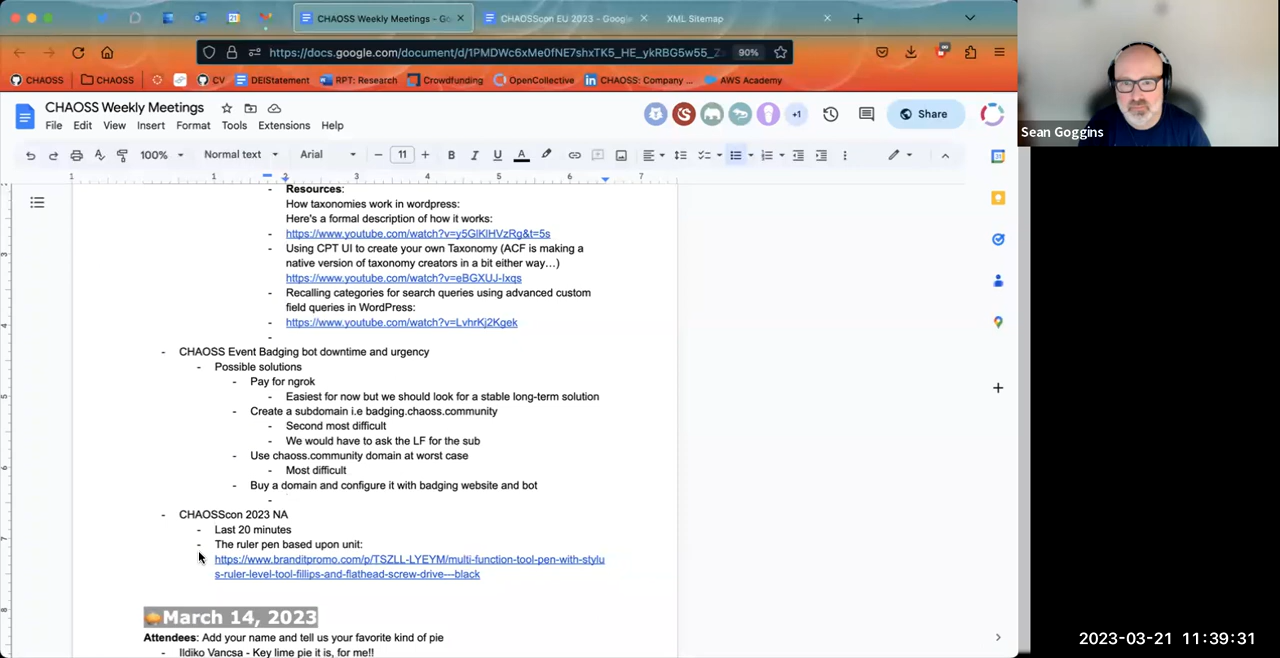 CHAOSS Weekly Meetings - Go
CHAOSScon EU 2023 - Google
XML Sitemap
https://docs.google.com/document/d/1PMDWc6xMe0fNE7shxTK5_HE_ykRBG5w55_Z
90%
CHAOSS
CHAOSS
CV
DEIStatement
RPT: Research
Crowdfunding
OpenCollective
CHAOSS: Company ...
AWS Academy
CHAOSS Weekly Meetings
+1
Share
File Edit View Insert Format Tools Extensions Help
100% Normal text Arial 11
Sean Goggins
- Resources:
How taxonomies work in wordpress:
Here's a formal description of how it works:
- https://www.youtube.com/watch?v=y5GlKlHVzRg&t=5s
- Using CPT UI to create your own Taxonomy (ACF is making a
native version of taxonomy creators in a bit either way…)
- https://www.youtube.com/watch?v=eBGXUJ-lxqs
- Recalling categories for search queries using advanced custom
field queries in WordPress:
- https://www.youtube.com/watch?v=LvhrKj2Kgek
-
- CHAOSS Event Badging bot downtime and urgency
- Possible solutions
- Pay for ngrok
- Easiest for now but we should look for a stable long-term solution
- Create a subdomain i.e badging.chaoss.community
- Second most difficult
- We would have to ask the LF for the sub
- Use chaoss.community domain at worst case
- Most difficult
- Buy a domain and configure it with badging website and bot
-
- CHAOSScon 2023 NA
- Last 20 minutes
- The ruler pen based upon unit:
https://www.branditpromo.com/p/TSZLL-LYEYM/multi-function-tool-pen-with-stylu
s-ruler-level-tool-fillips-and-flathead-screw-drive---black
🥧March 14, 2023
Attendees: Add your name and tell us your favorite kind of pie
- Ildiko Vancsa - Key lime pie it is, for me!!
2023-03-21 11:39:31